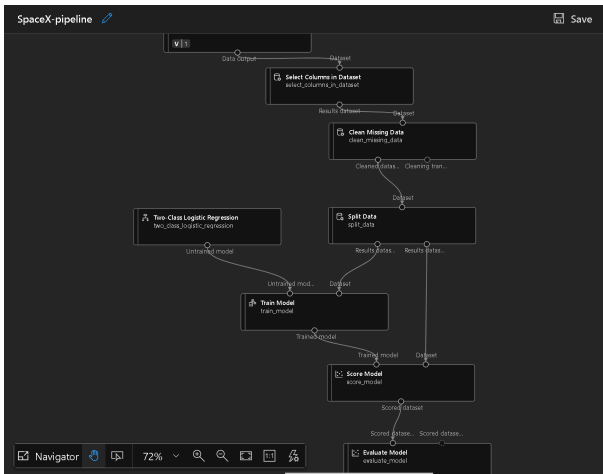 SpaceX-pipeline
Save
v 1
Data output
Dataset
Select Columns in Dataset
select_columns_in_dataset
Results dataset
Dataset
Clean Missing Data
clean_missing_data
Cleaned datas...
Cleaning tran...
Dataset
Two-Class Logistic Regression
two_class_logistic_regression
Split Data
split_data
Untrained model
Results datas...
Results datas...
Untrained mod...
Dataset
Train Model
train_model
Trained model
Trained model
Dataset
Score Model
score_model
Scored dataset
Scored datase...
Scored datase...
Evaluate Model
evaluate_model
Navigator
72%
1:1